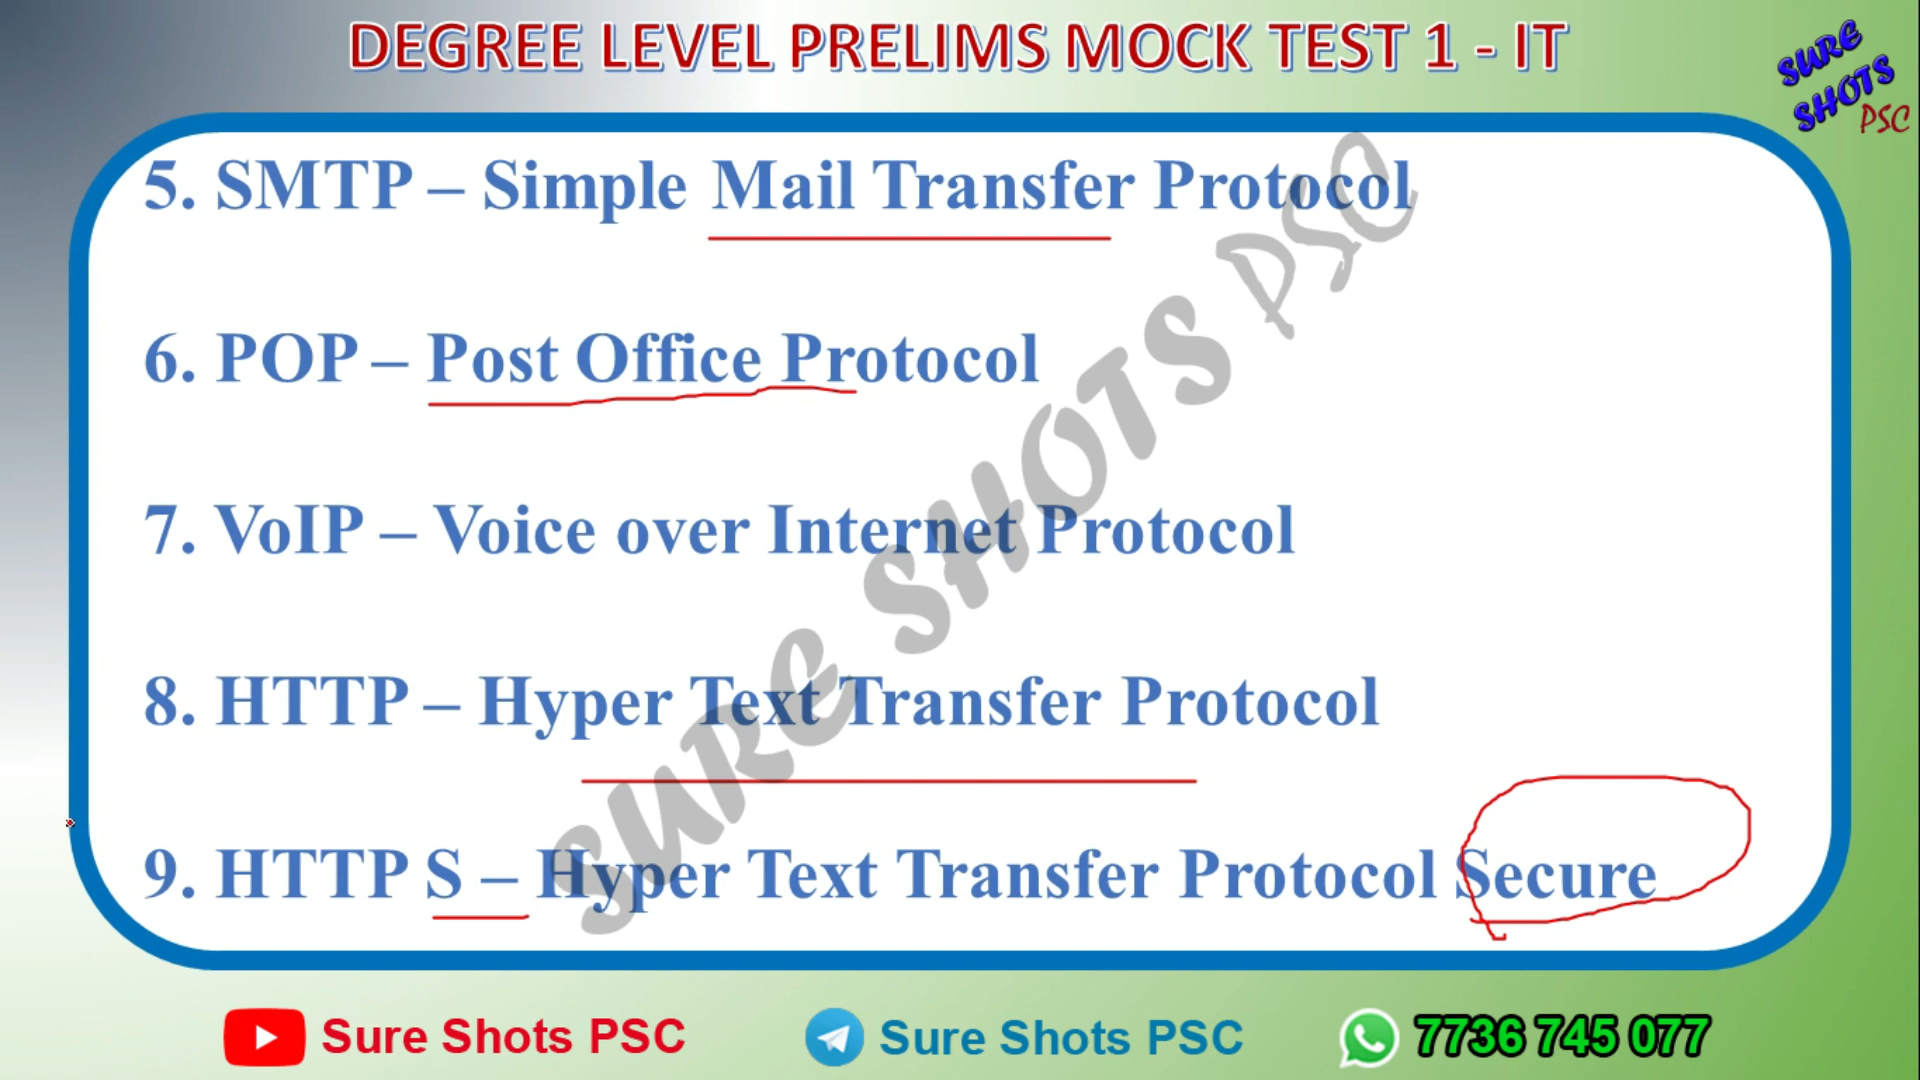 DEGREE LEVEL PRELIMS MOCK TEST 1 - IT
SURE
SHOTS
PSC
5. SMTP – Simple Mail Transfer Protocol
6. POP – Post Office Protocol
7. VoIP – Voice over Internet Protocol
8. HTTP – Hyper Text Transfer Protocol
9. HTTP S – Hyper Text Transfer Protocol Secure
SURE SHOTS PSC
Sure Shots PSC
Sure Shots PSC
7736 745 077